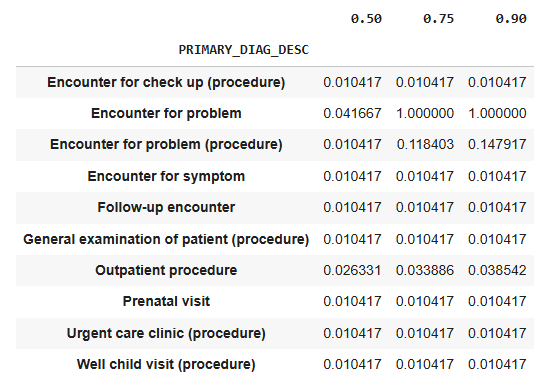 0.50 0.75 0.90
PRIMARY_DIAG_DESC
Encounter for check up (procedure) 0.010417 0.010417 0.010417
Encounter for problem 0.041667 1.000000 1.000000
Encounter for problem (procedure) 0.010417 0.118403 0.147917
Encounter for symptom 0.010417 0.010417 0.010417
Follow-up encounter 0.010417 0.010417 0.010417
General examination of patient (procedure) 0.010417 0.010417 0.010417
Outpatient procedure 0.026331 0.033886 0.038542
Prenatal visit 0.010417 0.010417 0.010417
Urgent care clinic (procedure) 0.010417 0.010417 0.010417
Well child visit (procedure) 0.010417 0.010417 0.010417